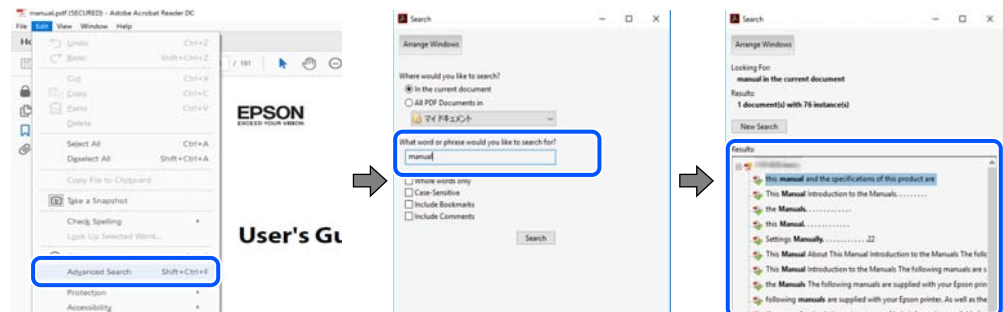 manual.pdf (SECURED) - Adobe Acrobat Reader DC
File Edit View Window Help
Undo Ctrl+Z
Redo Shift+Ctrl+Z
Cut Ctrl+X
Copy Ctrl+C
Paste Ctrl+V
Delete
Select All Ctrl+A
Deselect All Shift+Ctrl+A
Copy File to Clipboard
Take a Snapshot
Check Spelling
Look Up Selected Word...
Advanced Search Shift+Ctrl+F
Protection
Accessibility
/ 181
EPSON
EXCEED YOUR VISION
User's Gu
Search
Arrange Windows
Where would you like to search?
In the current document
All PDF Documents in
マイ ドキュメント
What word or phrase would you like to search for?
manual
Whole words only
Case-Sensitive
Include Bookmarks
Include Comments
Search
Search
Arrange Windows
Looking For:
manual in the current document
Results:
1 document(s) with 76 instance(s)
New Search
Results:
this manual and the specifications of this product are
This Manual Introduction to the Manuals. . . . . . . . .
the Manuals. . . . . . . . . . . . .
this Manual. . . . . . . . . . . . .
Settings Manually. . . . . . . . . . . . 22
This Manual About This Manual Introduction to the Manuals The follo
This Manual Introduction to the Manuals The following manuals are s
the Manuals The following manuals are supplied with your Epson prin
following manuals are supplied with your Epson printer. As well as the